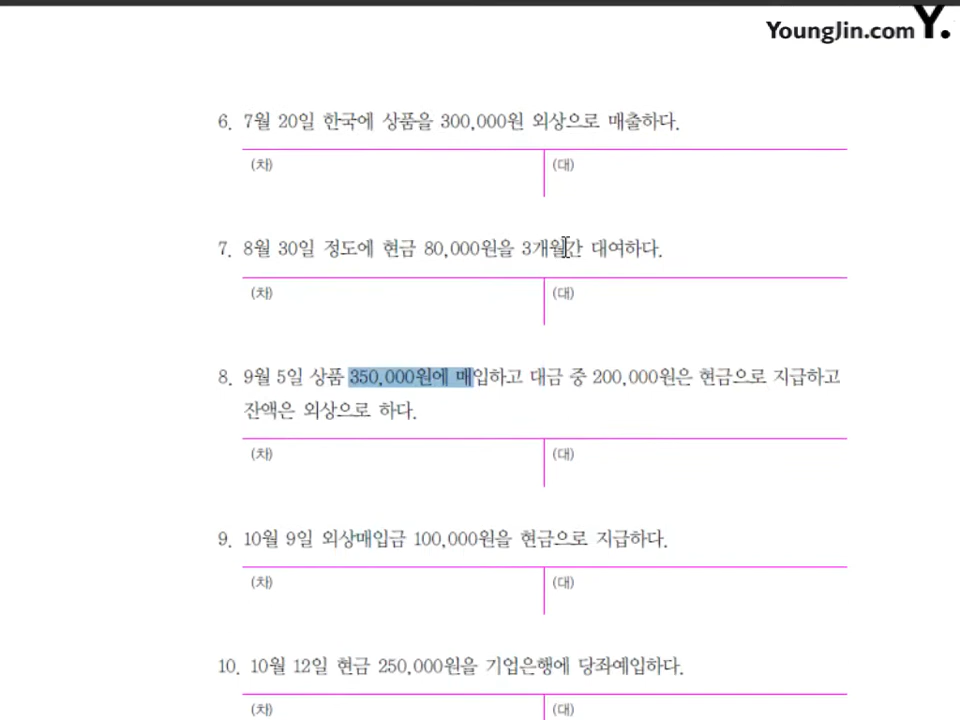 YoungJin.com Y.
6. 7월 20일 한국에 상품을 300,000원 외상으로 매출하다.
(차) (대)
7. 8월 30일 정도에 현금 80,000원을 3개월간 대여하다.
(차) (대)
8. 9월 5일 상품 350,000원에 매입하고 대금 중 200,000원은 현금으로 지급하고
잔액은 외상으로 하다.
(차) (대)
9. 10월 9일 외상매입금 100,000원을 현금으로 지급하다.
(차) (대)
10. 10월 12일 현금 250,000원을 기업은행에 당좌예입하다.
(차) (대)